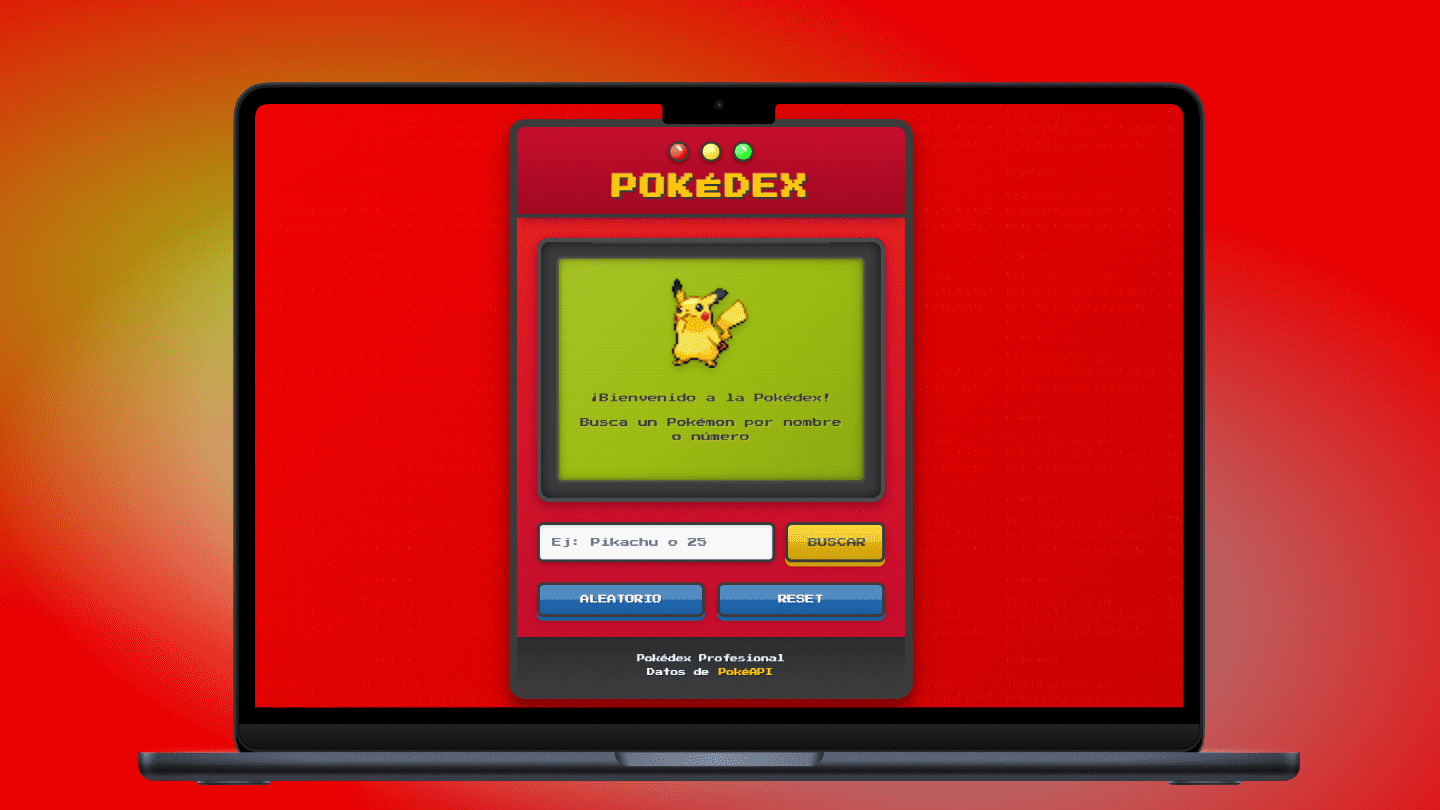 POKéDEX
¡Bienvenido a la Pokédex!
Busca un Pokémon por nombre
o número
Ej: Pikachu o 25
BUSCAR
ALEATORIO
RESET
Pokédex Profesional
Datos de PokéAPI